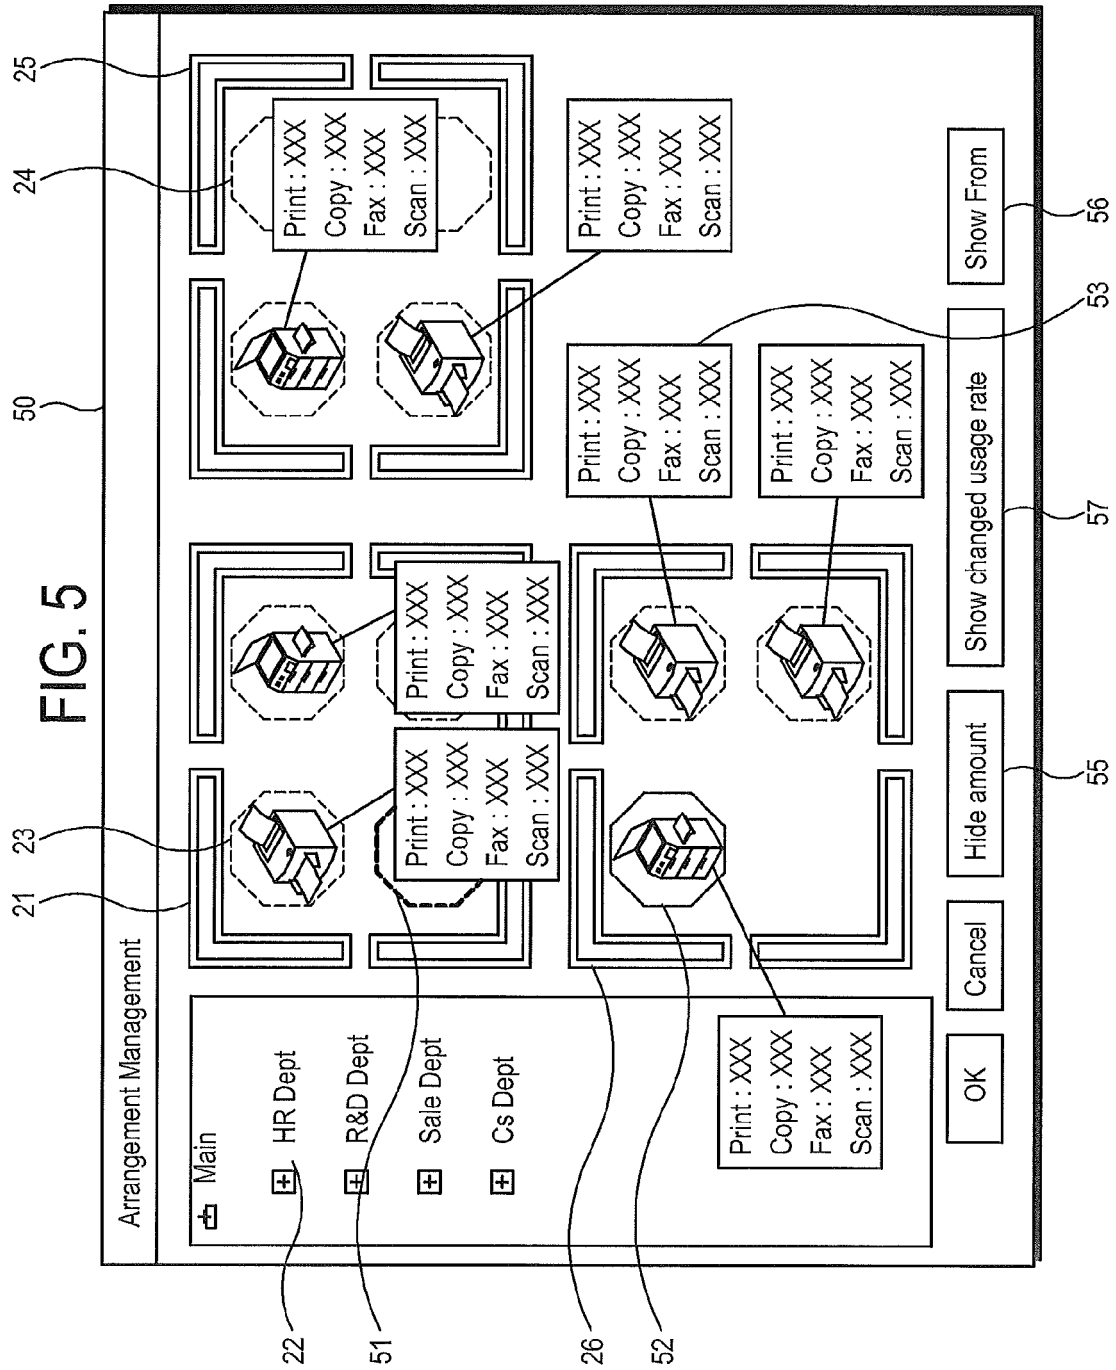 FIG. 5
50
Arrangement Management
21
23
24
25
Main
HR Dept
R&D Dept
Sale Dept
Cs Dept
22
51
26
52
53
Print : XXX
Copy : XXX
Fax : XXX
Scan : XXX
Print : XXX
Copy : XXX
Fax : XXX
Scan : XXX
Print : XXX
Copy : XXX
Fax : XXX
Scan : XXX
Print : XXX
Copy : XXX
Fax : XXX
Scan : XXX
Print : XXX
Copy : XXX
Fax : XXX
Scan : XXX
Print : XXX
Copy : XXX
Fax : XXX
Scan : XXX
Print : XXX
Copy : XXX
Fax : XXX
Scan : XXX
OK
Cancel
Hide amount
Show changed usage rate
Show From
55
57
56